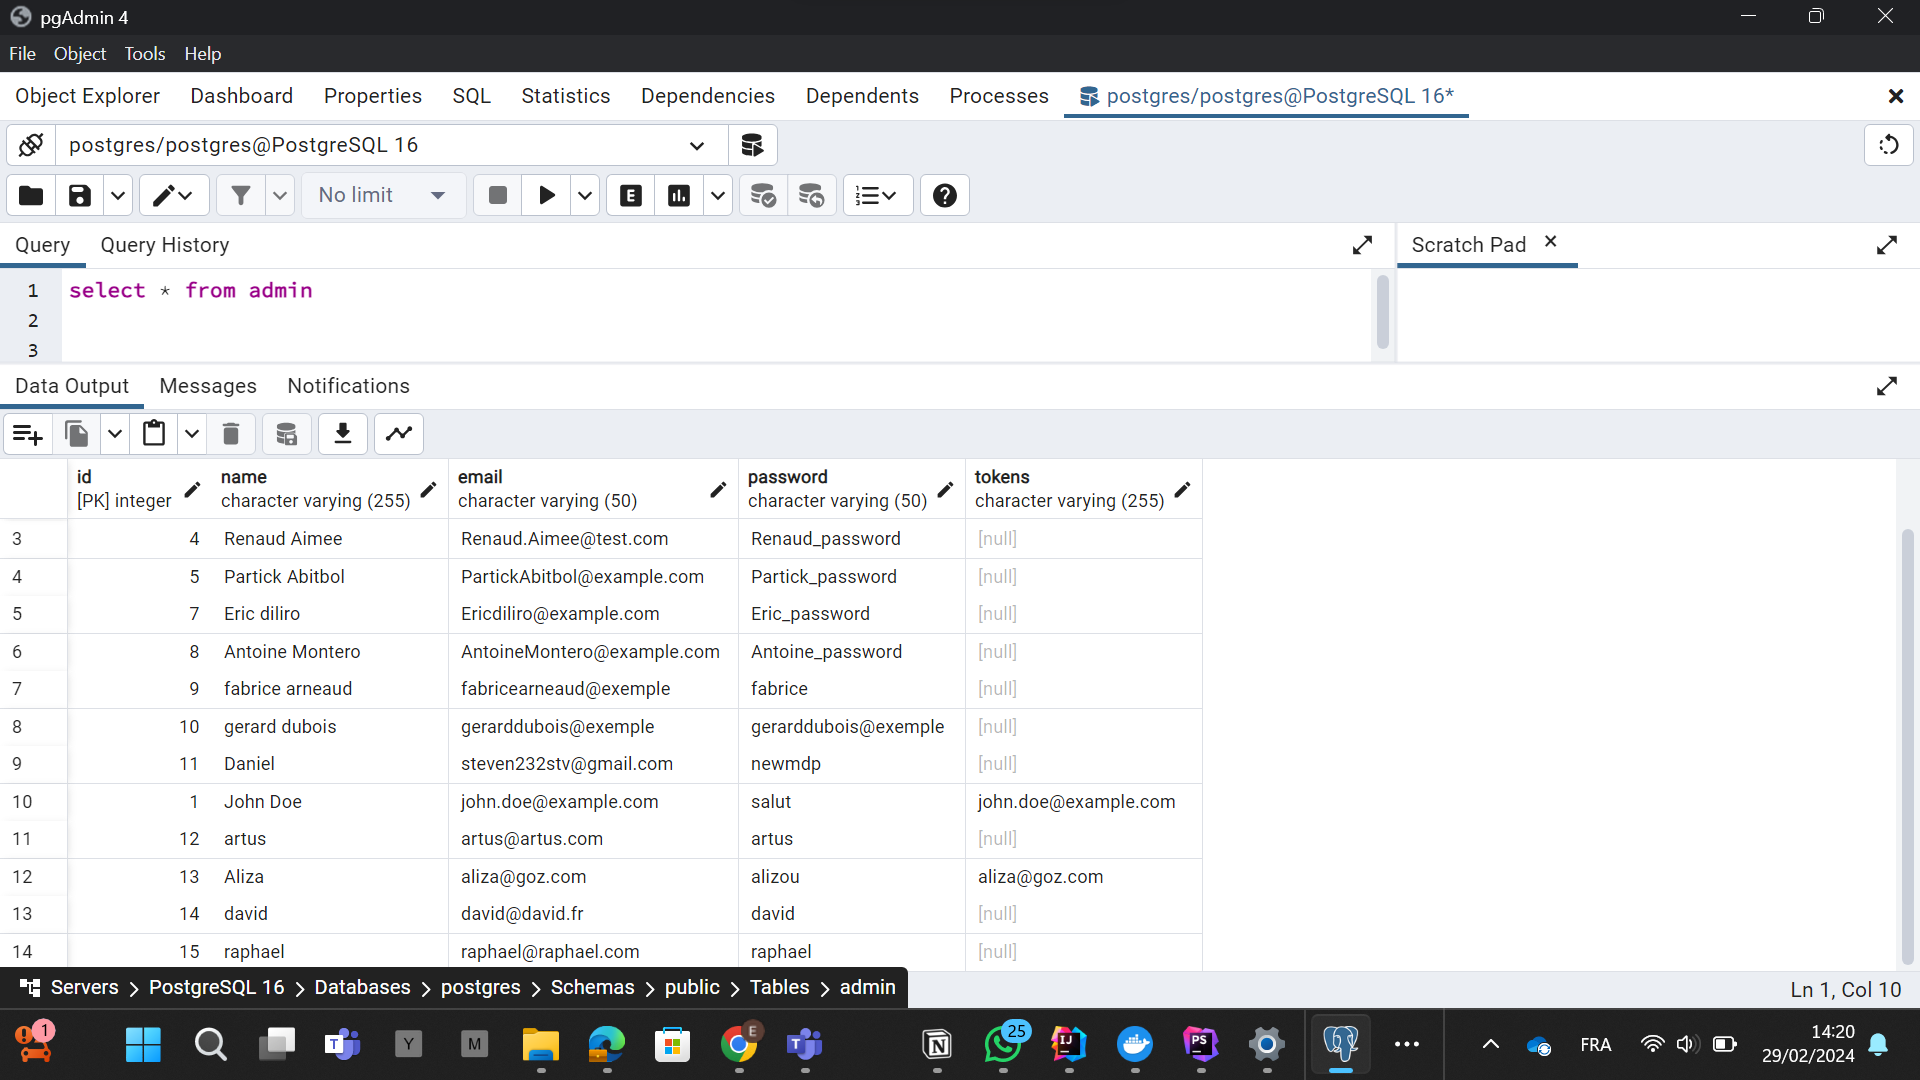 pgAdmin 4
File Object Tools Help
Object Explorer Dashboard Properties SQL Statistics Dependencies Dependents Processes postgres/postgres@PostgreSQL 16*
postgres/postgres@PostgreSQL 16
No limit E
Query Query History Scratch Pad
1 select * from admin
2
3
Data Output Messages Notifications
id name email password tokens
[PK] integer character varying (255) character varying (50) character varying (50) character varying (255)
3 4 Renaud Aimee Renaud.Aimee@test.com Renaud_password [null]
4 5 Partick Abitbol PartickAbitbol@example.com Partick_password [null]
5 7 Eric diliro Ericdiliro@example.com Eric_password [null]
6 8 Antoine Montero AntoineMontero@example.com Antoine_password [null]
7 9 fabrice arneaud fabricearneaud@exemple fabrice [null]
8 10 gerard dubois gerarddubois@exemple gerarddubois@exemple [null]
9 11 Daniel steven232stv@gmail.com newmdp [null]
10 1 John Doe john.doe@example.com salut john.doe@example.com
11 12 artus artus@artus.com artus [null]
12 13 Aliza aliza@goz.com alizou aliza@goz.com
13 14 david david@david.fr david [null]
14 15 raphael raphael@raphael.com raphael [null]
Servers > PostgreSQL 16 > Databases > postgres > Schemas > public > Tables > admin Ln 1, Col 10
1 T Y M E T N 25 IJ PS FRA 14:20
29/02/2024